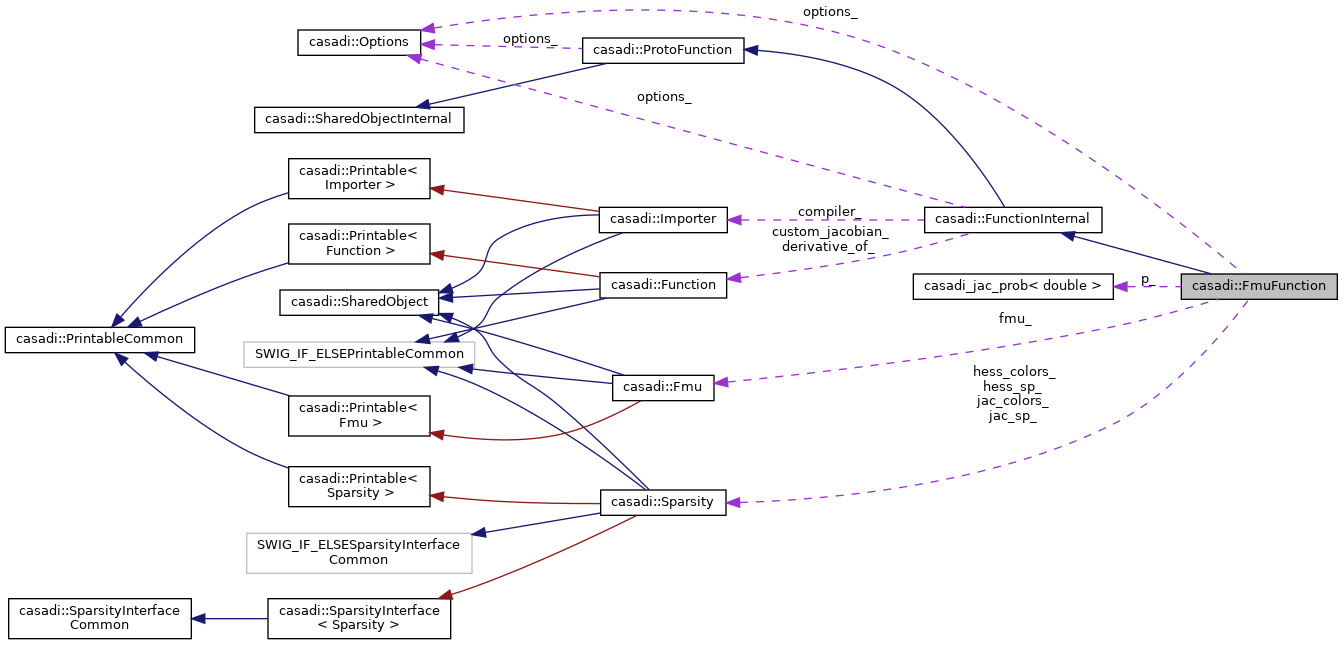 options_
casadi::Options
options_
casadi::ProtoFunction
options_
casadi::SharedObjectInternal
casadi::Printable<
Importer >
compiler_
casadi::Importer
casadi::FunctionInternal
custom_jacobian_
derivative_of_
casadi::Printable<
Function >
casadi::Function
casadi_jac_prob< double >
p_
casadi::FmuFunction
casadi::SharedObject
fmu_
casadi::PrintableCommon
SWIG_IF_ELSEPrintableCommon
casadi::Fmu
hess_colors_
hess_sp_
jac_colors_
jac_sp_
casadi::Printable<
Fmu >
casadi::Printable<
Sparsity >
casadi::Sparsity
SWIG_IF_ELSESparsityInterface
Common
casadi::SparsityInterface
Common
casadi::SparsityInterface
< Sparsity >